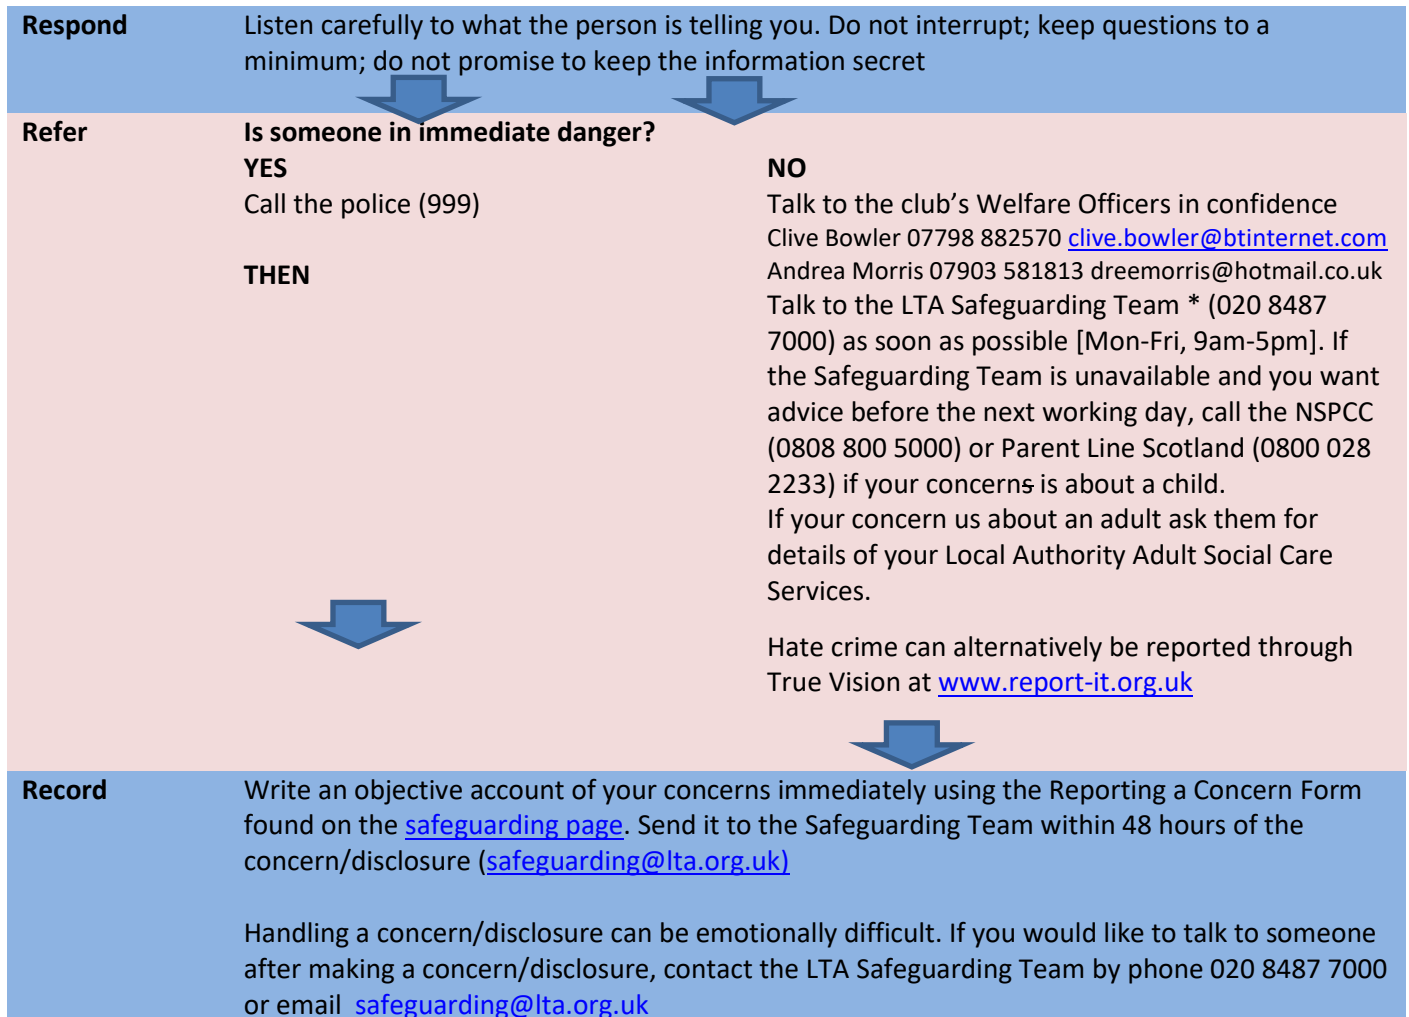 Respond
Listen carefully to what the person is telling you. Do not interrupt; keep questions to a
minimum; do not promise to keep the information secret
Refer
Is someone in immediate danger?
YES
Call the police (999)
THEN
NO
Talk to the club’s Welfare Officers in confidence
Clive Bowler 07798 882570 clive.bowler@btinternet.com
Andrea Morris 07903 581813 dreemorris@hotmail.co.uk
Talk to the LTA Safeguarding Team * (020 8487
7000) as soon as possible [Mon-Fri, 9am-5pm]. If
the Safeguarding Team is unavailable and you want
advice before the next working day, call the NSPCC
(0808 800 5000) or Parent Line Scotland (0800 028
2233) if your concerns is about a child.
If your concern us about an adult ask them for
details of your Local Authority Adult Social Care
Services.
Hate crime can alternatively be reported through
True Vision at www.report-it.org.uk
Record
Write an objective account of your concerns immediately using the Reporting a Concern Form
found on the safeguarding page. Send it to the Safeguarding Team within 48 hours of the
concern/disclosure (safeguarding@lta.org.uk)
Handling a concern/disclosure can be emotionally difficult. If you would like to talk to someone
after making a concern/disclosure, contact the LTA Safeguarding Team by phone 020 8487 7000
or email safeguarding@lta.org.uk